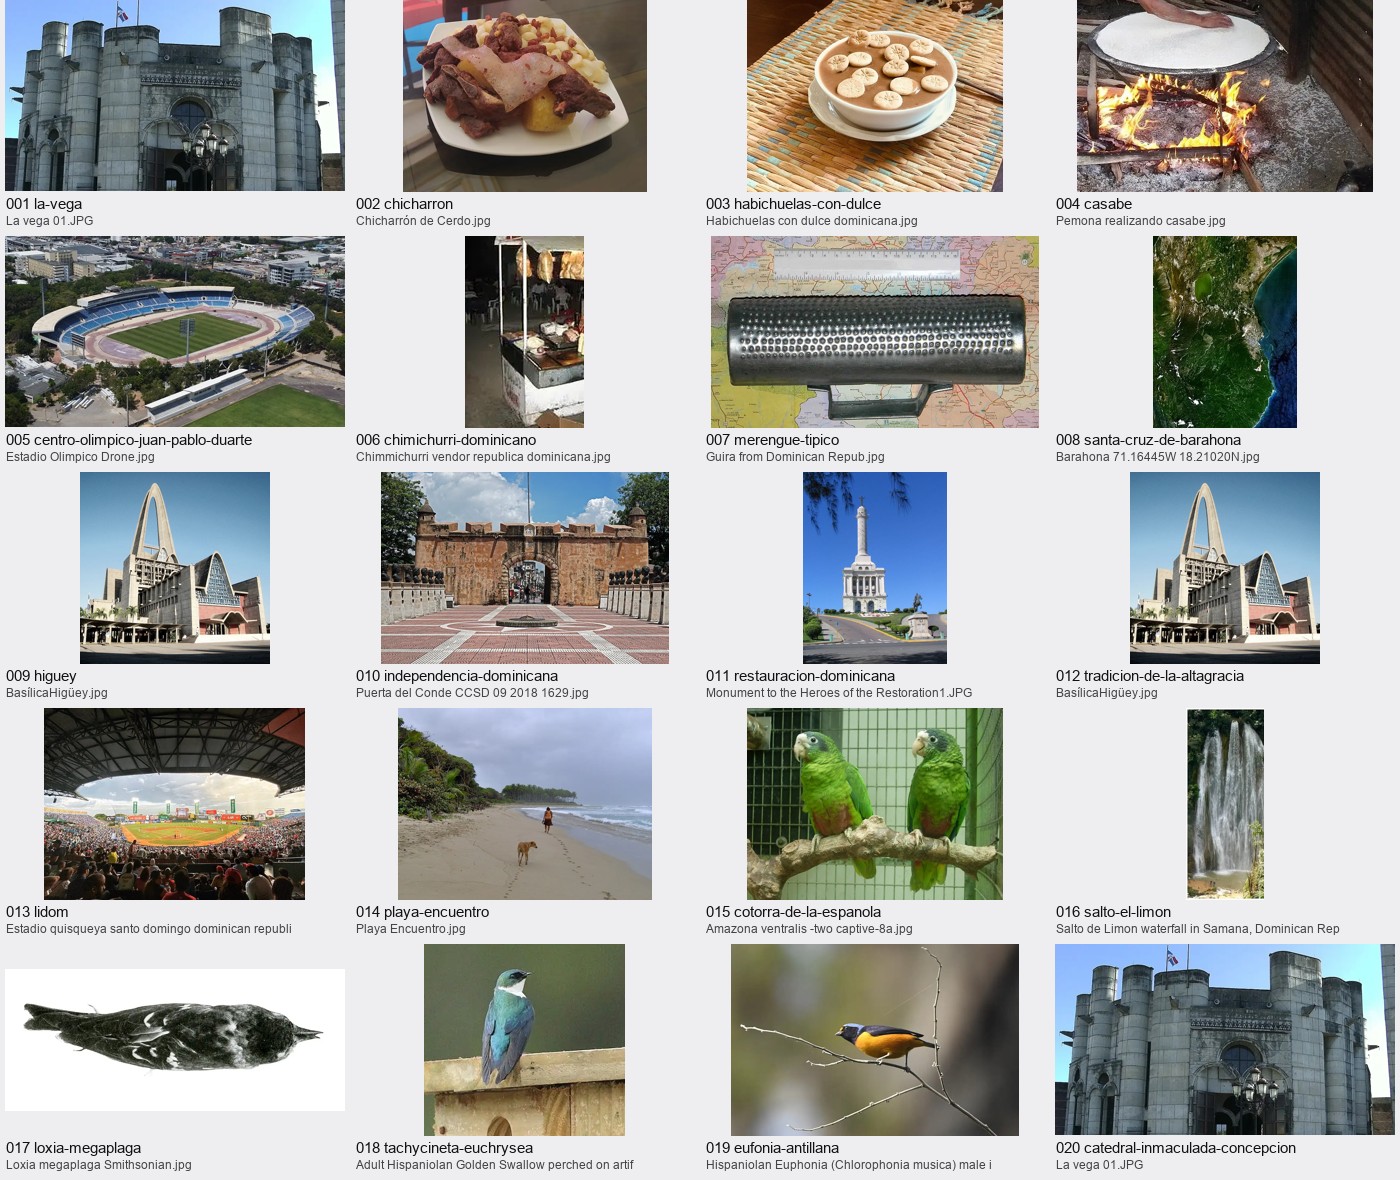 001 la-vega
La vega 01.JPG
002 chicharron
Chicharrón de Cerdo.jpg
003 habichuelas-con-dulce
Habichuelas con dulce dominicana.jpg
004 casabe
Pemona realizando casabe.jpg
005 centro-olimpico-juan-pablo-duarte
Estadio Olimpico Drone.jpg
006 chimichurri-dominicano
Chimmichurri vendor republica dominicana.jpg
007 merengue-tipico
Guira from Dominican Repub.jpg
008 santa-cruz-de-barahona
Barahona 71.16445W 18.21020N.jpg
009 higuey
BasílicaHigüey.jpg
010 independencia-dominicana
Puerta del Conde CCSD 09 2018 1629.jpg
011 restauracion-dominicana
Monument to the Heroes of the Restoration1.JPG
012 tradicion-de-la-altagracia
BasílicaHigüey.jpg
013 lidom
Estadio quisqueya santo domingo dominican republi
014 playa-encuentro
Playa Encuentro.jpg
015 cotorra-de-la-espanola
Amazona ventralis -two captive-8a.jpg
016 salto-el-limon
Salto de Limon waterfall in Samana, Dominican Rep
017 loxia-megaplaga
Loxia megaplaga Smithsonian.jpg
018 tachycineta-euchrysea
Adult Hispaniolan Golden Swallow perched on artif
019 eufonia-antillana
Hispaniolan Euphonia (Chlorophonia musica) male i
020 catedral-inmaculada-concepcion
La vega 01.JPG